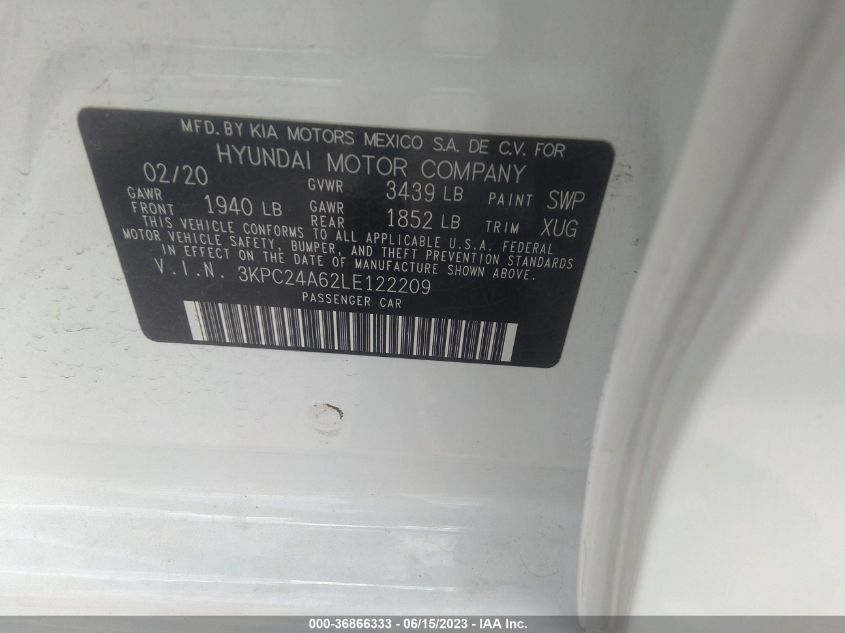 MFD. BY KIA MOTORS MEXICO S.A. DE C.V. FOR
HYUNDAI MOTOR COMPANY
02/20 GVWR 3439 LB PAINT SWP
GAWR FRONT 1940 LB GAWR REAR 1852 LB TRIM XUG
THIS VEHICLE CONFORMS TO ALL APPLICABLE U.S.A. FEDERAL
MOTOR VEHICLE SAFETY, BUMPER, AND THEFT PREVENTION STANDARDS
IN EFFECT ON THE DATE OF MANUFACTURE SHOWN ABOVE.
V.I.N. 3KPC24A62LE122209
PASSENGER CAR
000-36866333 - 06/15/2023 - IAA Inc.